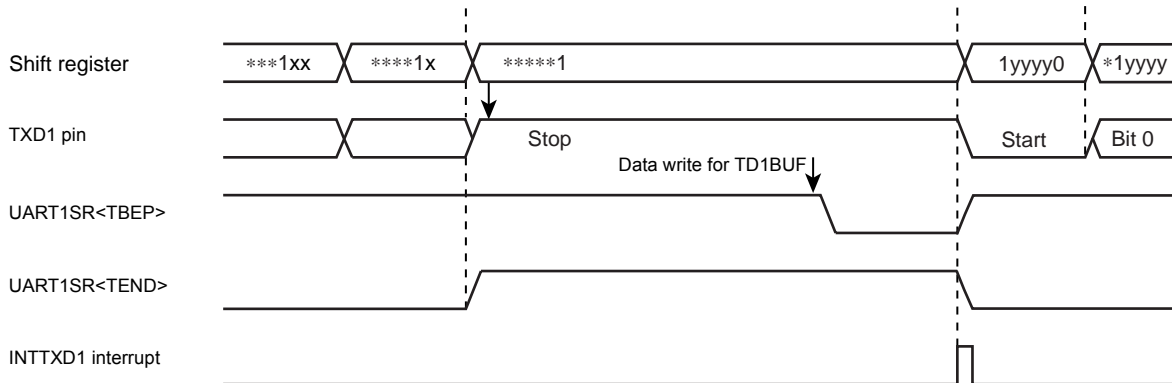 Shift register
***1xx
****1x
*****1
1yyyy0
*1yyyy
TXD1 pin
Stop
Start
Bit 0
Data write for TD1BUF
UART1SR<TBEP>
UART1SR<TEND>
INTTXD1 interrupt